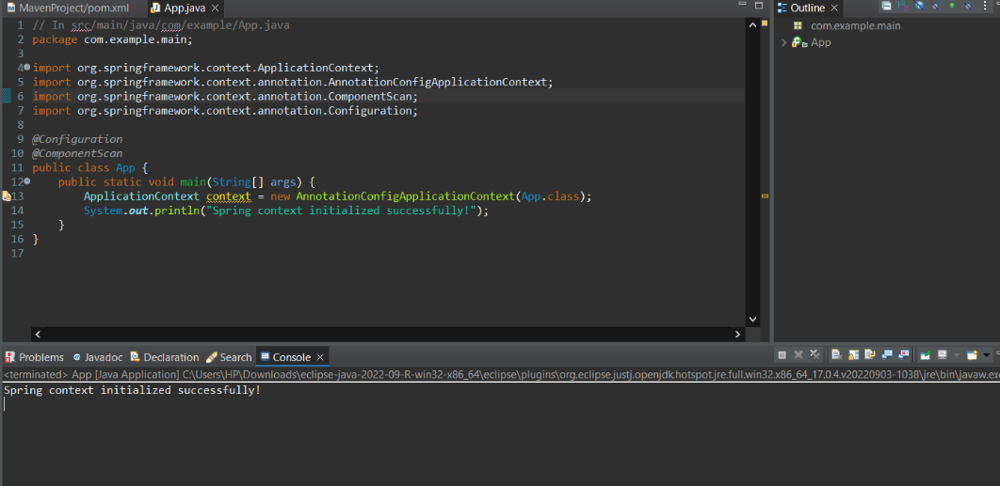 MavenProject/pom.xml
App.java
1 // In src/main/java/com/example/App.java
2 package com.example.main;
3
4 import org.springframework.context.ApplicationContext;
5 import org.springframework.context.annotation.AnnotationConfigApplicationContext;
6 import org.springframework.context.annotation.ComponentScan;
7 import org.springframework.context.annotation.Configuration;
8
9 @Configuration
10 @ComponentScan
11 public class App {
12 public static void main(String[] args) {
13 ApplicationContext context = new AnnotationConfigApplicationContext(App.class);
14 System.out.println("Spring context initialized successfully!");
15 }
16 }
17
Outline
com.example.main
App
Problems Javadoc Declaration Search Console
<terminated> App [Java Application] C:\Users\HP\Downloads\eclipse-java-2022-09-R-win32-x86_64\eclipse\plugins\org.eclipse.justj.openjdk.hotspot.jre.full.win32.x86_64_17.0.4.v20220903-1038\jre\bin\javaw.exe
Spring context initialized successfully!